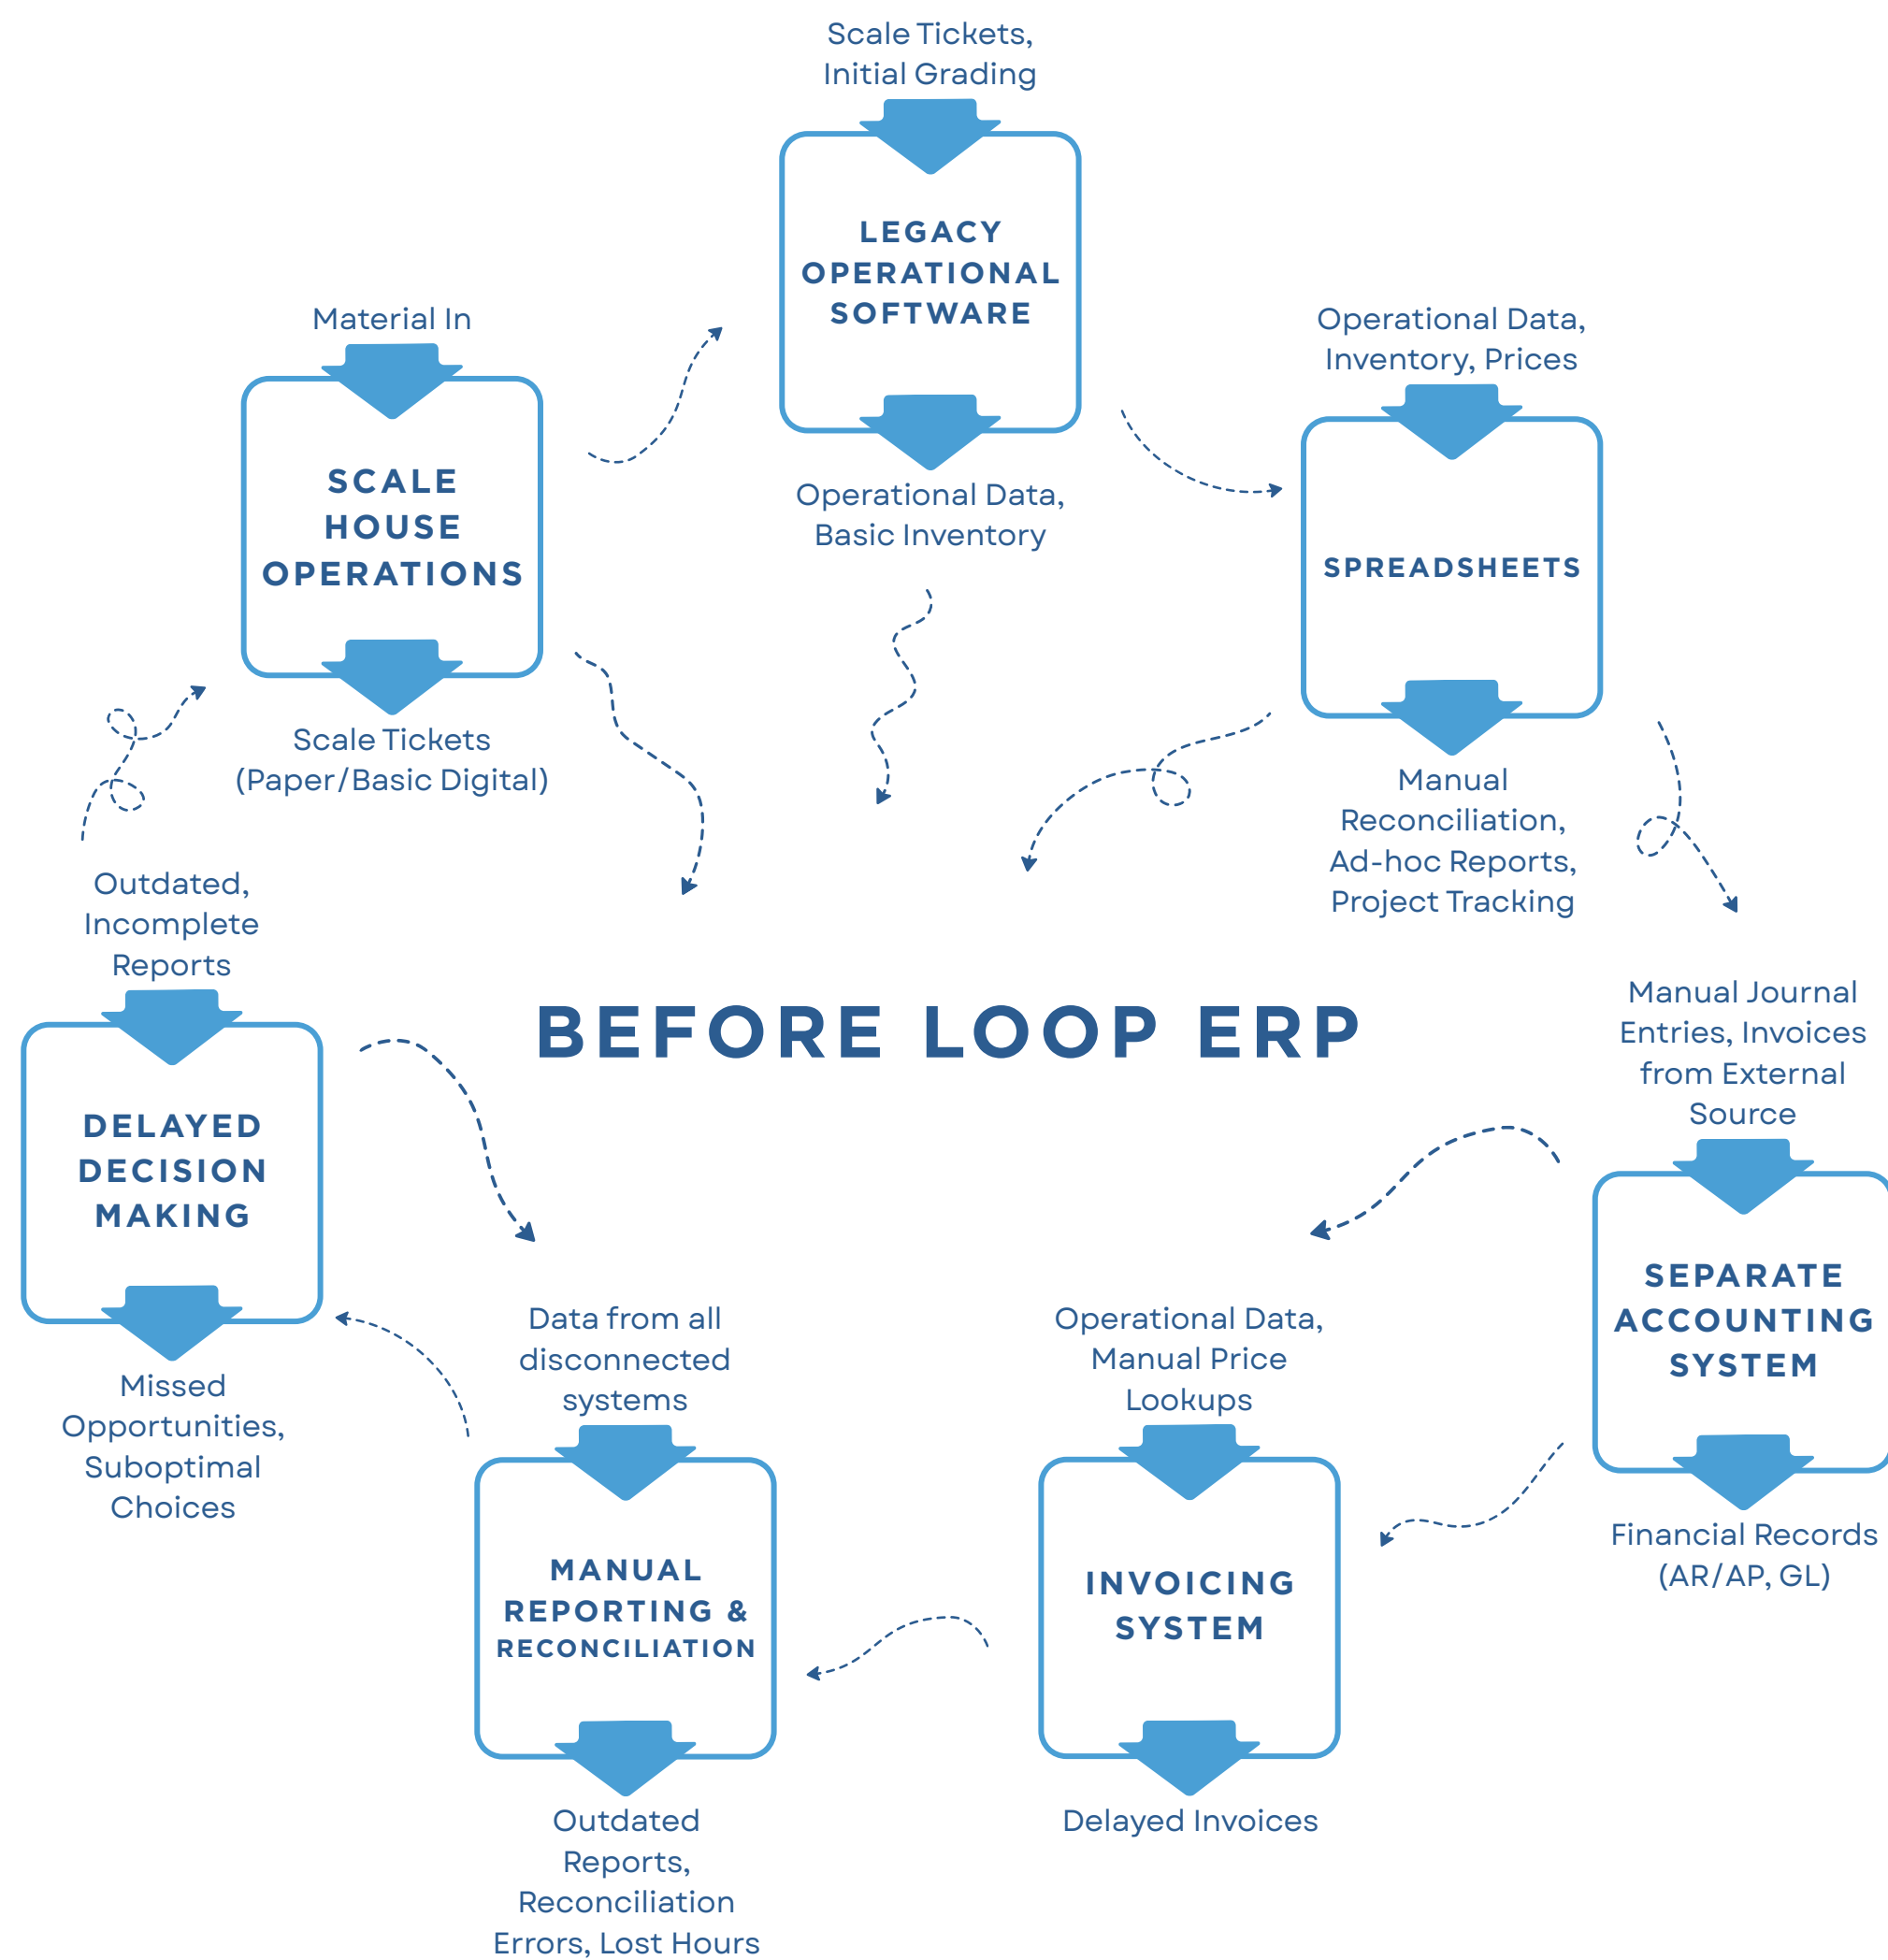 Scale Tickets,
Initial Grading
LEGACY
OPERATIONAL
SOFTWARE
Operational Data,
Basic Inventory
Material In
SCALE
HOUSE
OPERATIONS
Scale Tickets
(Paper/Basic Digital)
Operational Data,
Inventory, Prices
SPREADSHEETS
Manual
Reconciliation,
Ad-hoc Reports,
Project Tracking
Outdated,
Incomplete
Reports
DELAYED
DECISION
MAKING
Missed
Opportunities,
Suboptimal
Choices
BEFORE LOOP ERP
Manual Journal
Entries, Invoices
from External
Source
SEPARATE
ACCOUNTING
SYSTEM
Financial Records
(AR/AP, GL)
Data from all
disconnected
systems
MANUAL
REPORTING &
RECONCILIATION
Outdated
Reports,
Reconciliation
Errors, Lost Hours
Operational Data,
Manual Price
Lookups
INVOICING
SYSTEM
Delayed Invoices